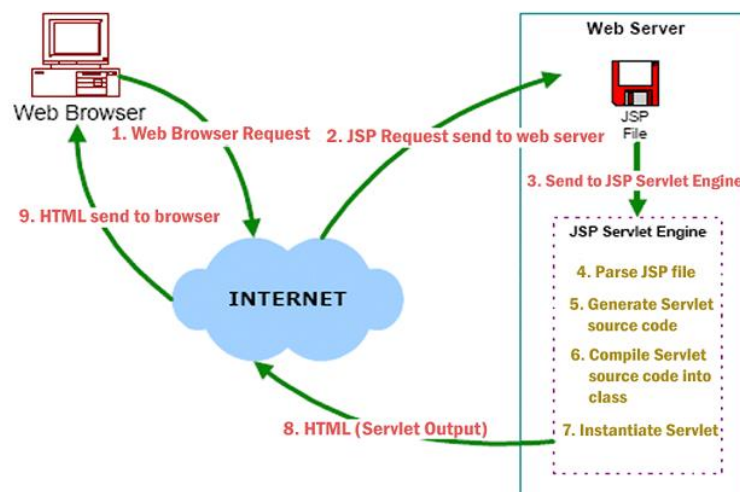 Web Server
Web Browser
JSP
File
1. Web Browser Request
2. JSP Request send to web server
3. Send to JSP Servlet Engine
9. HTML send to browser
JSP Servlet Engine
4. Parse JSP file
INTERNET
5. Generate Servlet
source code
6. Compile Servlet
source code into
class
8. HTML (Servlet Output)
7. Instantiate Servlet